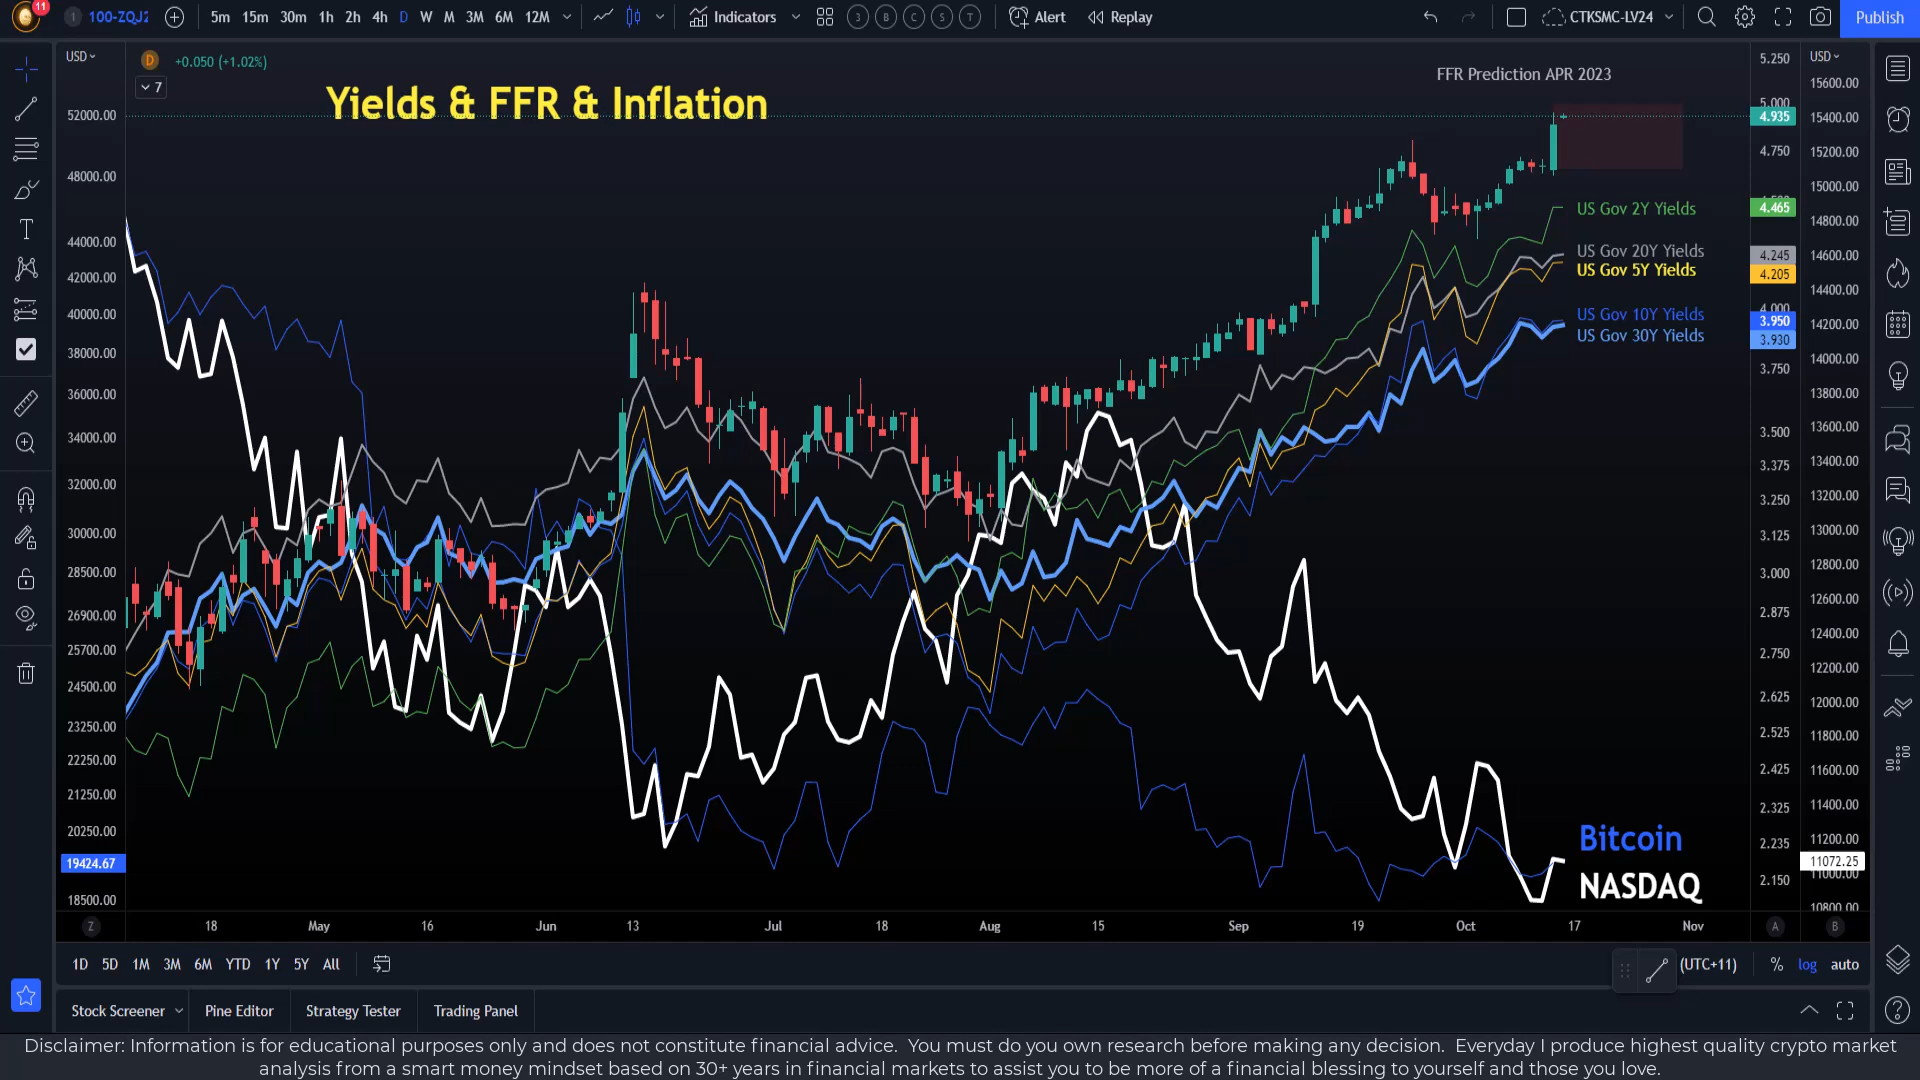 11
1 100-ZQJ2
5m 15m 30m 1h 2h 4h D W M 3M 6M 12M
Indicators
3 B C S T
Alert
Replay
CTKSMC-LV24
Publish
USD
D +0.050 (+1.02%)
7
Yields & FFR & Inflation
FFR Prediction APR 2023
US Gov 2Y Yields
US Gov 20Y Yields
US Gov 5Y Yields
US Gov 10Y Yields
US Gov 30Y Yields
Bitcoin
NASDAQ
52000.00
48000.00
44000.00
42000.00
40000.00
38000.00
36000.00
34000.00
32000.00
30000.00
28500.00
26900.00
25700.00
24500.00
23250.00
22250.00
21250.00
20250.00
19424.67
18500.00
5.250
5.000
4.935
4.750
4.465
4.245
4.205
4.000
3.950
3.930
3.750
3.500
3.375
3.250
3.125
3.000
2.875
2.750
2.625
2.525
2.425
2.325
2.235
2.150
USD
15600.00
15400.00
15200.00
15000.00
14800.00
14600.00
14400.00
14200.00
14000.00
13800.00
13600.00
13400.00
13200.00
13000.00
12800.00
12600.00
12400.00
12200.00
12000.00
11800.00
11600.00
11400.00
11200.00
11072.25
11000.00
10800.00
Z 18 May 16 Jun 13 Jul 18 Aug 15 Sep 19 Oct 17 Nov A B
1D 5D 1M 3M 6M YTD 1Y 5Y All
(UTC+11) % log auto
Stock Screener Pine Editor Strategy Tester Trading Panel
Disclaimer: Information is for educational purposes only and does not constitute financial advice. You must do you own research before making any decision. Everyday I produce highest quality crypto market
analysis from a smart money mindset based on 30+ years in financial markets to assist you to be more of a financial blessing to yourself and those you love.